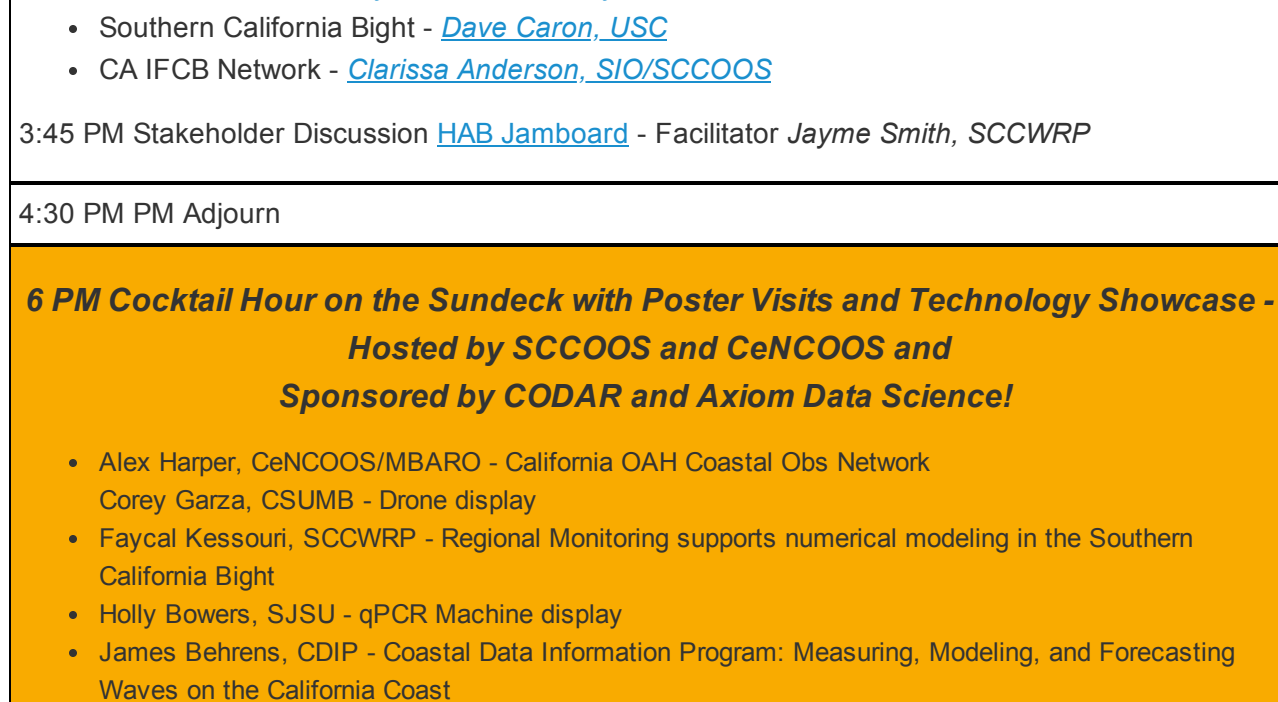 • Southern California Bight - Dave Caron, USC
• CA IFCB Network - Clarissa Anderson, SIO/SCCOOS
3:45 PM Stakeholder Discussion HAB Jamboard - Facilitator Jayme Smith, SCCWRP
4:30 PM PM Adjourn
6 PM Cocktail Hour on the Sundeck with Poster Visits and Technology Showcase -
Hosted by SCCOOS and CeNCOOS and
Sponsored by CODAR and Axiom Data Science!
• Alex Harper, CeNCOOS/MBARO - California OAH Coastal Obs Network
Corey Garza, CSUMB - Drone display
• Faycal Kessouri, SCCWRP - Regional Monitoring supports numerical modeling in the Southern
California Bight
• Holly Bowers, SJSU - qPCR Machine display
• James Behrens, CDIP - Coastal Data Information Program: Measuring, Modeling, and Forecasting
Waves on the California Coast